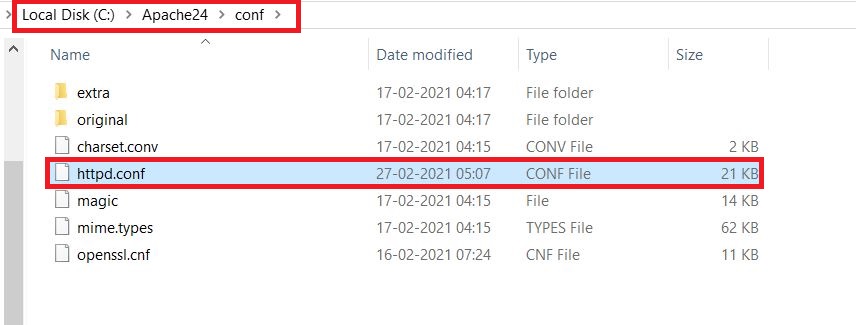 Local Disk (C:) > Apache24 > conf >
Name Date modified Type Size
extra 17-02-2021 04:17 File folder
original 17-02-2021 04:17 File folder
charset.conv 17-02-2021 04:15 CONV File 2 KB
httpd.conf 27-02-2021 05:07 CONF File 21 KB
magic 17-02-2021 04:15 File 14 KB
mime.types 17-02-2021 04:15 TYPES File 62 KB
openssl.cnf 16-02-2021 07:24 CNF File 11 KB